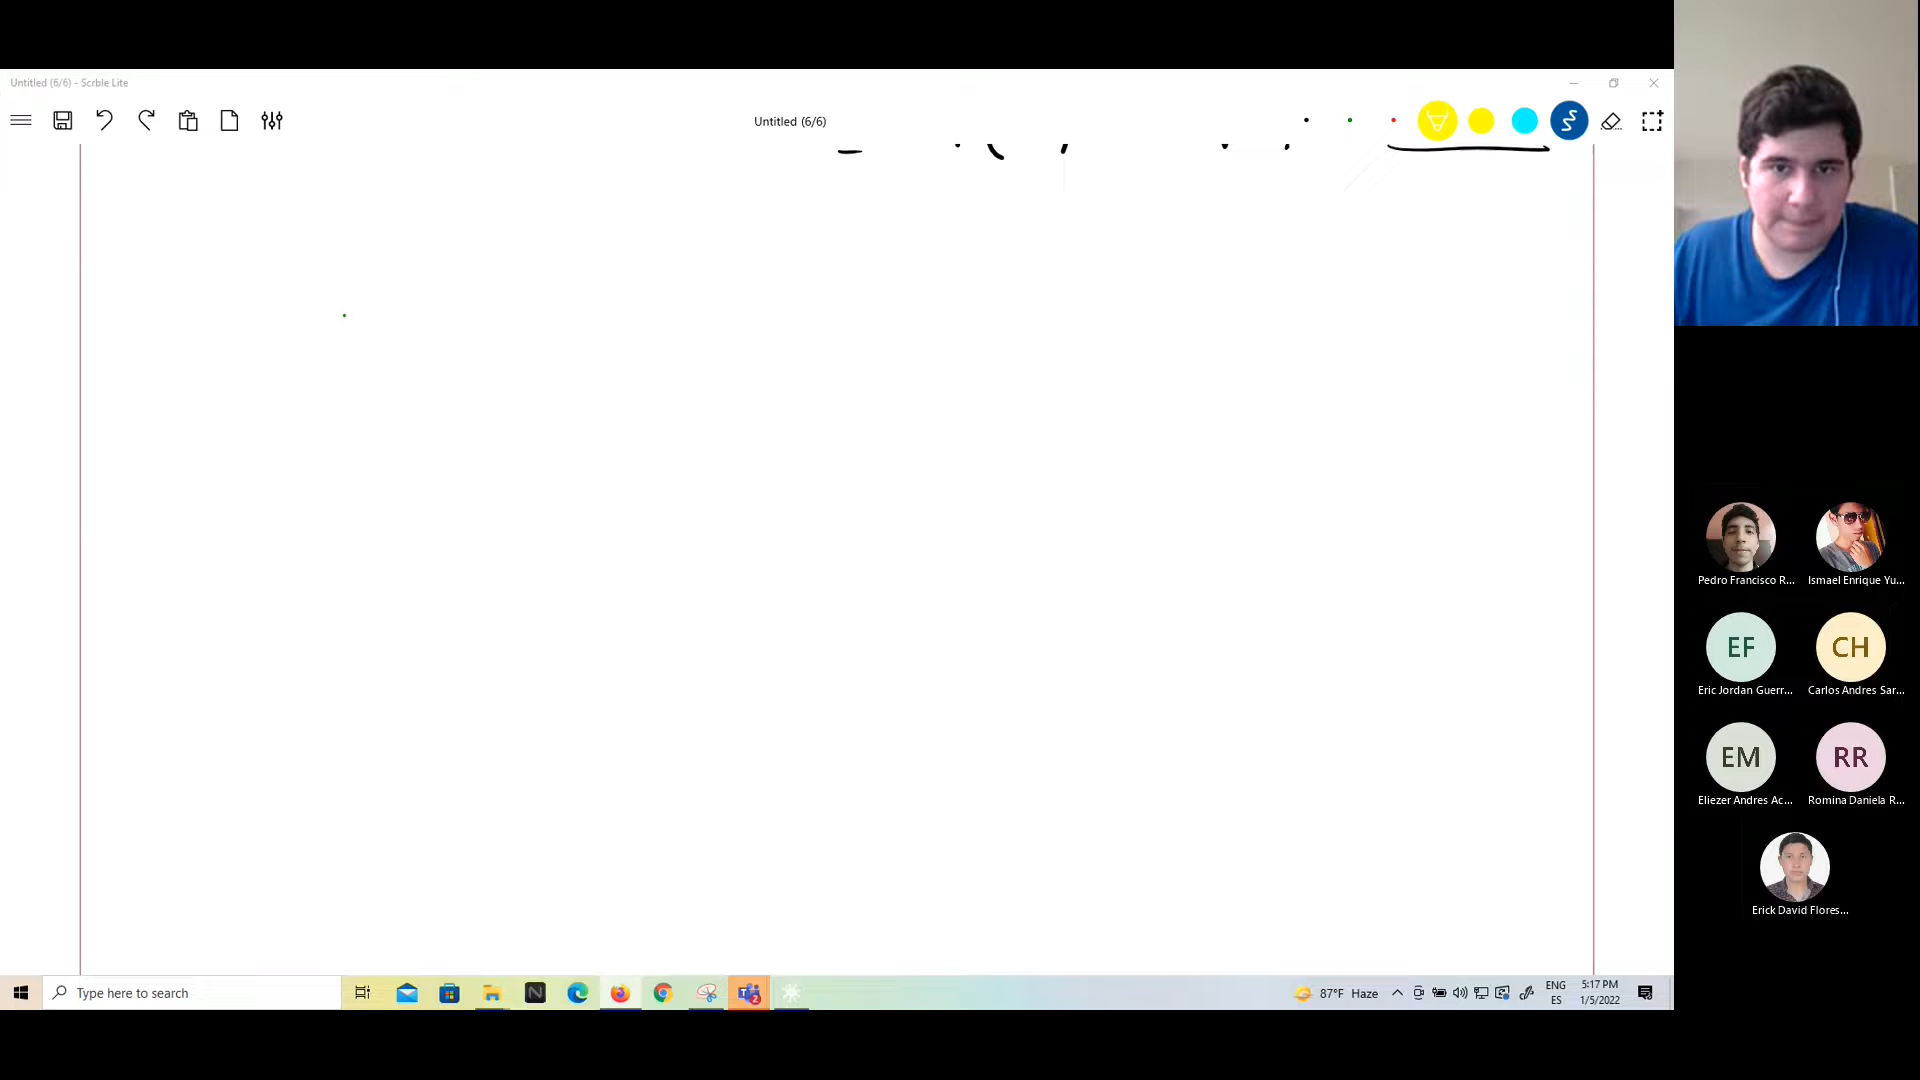 Untitled (6/6) - Scrble Lite
Untitled (6/6)
Pedro Francisco R...
Ismael Enrique Yu...
EF
CH
Eric Jordan Guerr...
Carlos Andres Sar...
EM
RR
Eliezer Andres Ac...
Romina Daniela R...
Erick David Flores...
Type here to search
N
2
87°F Haze
ENG
ES
5:17 PM
1/5/2022